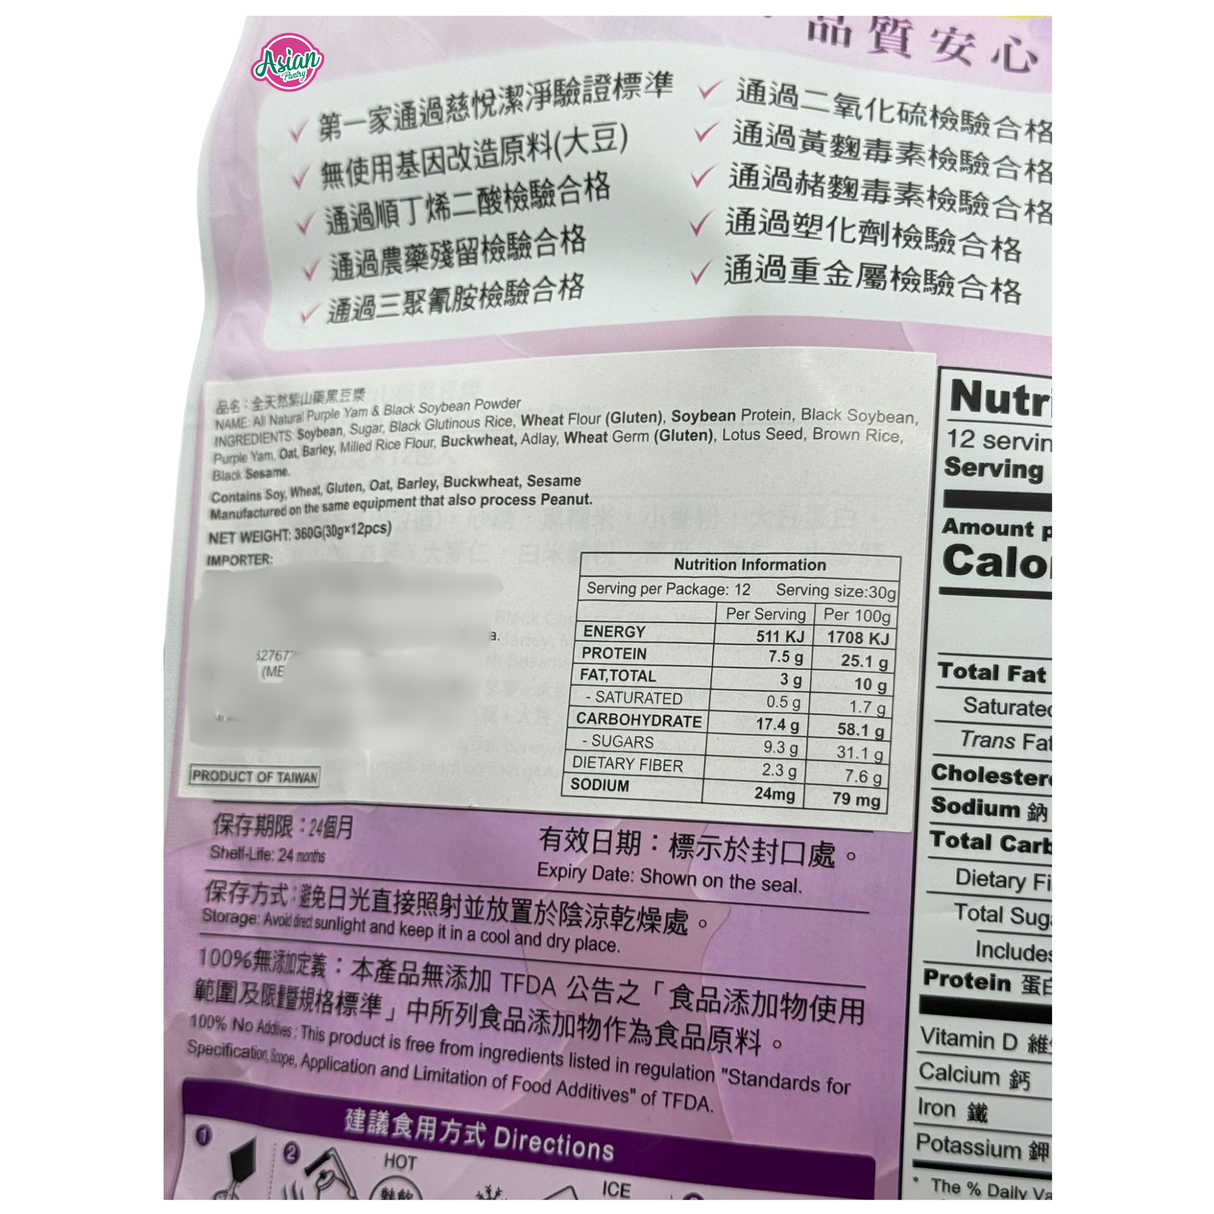 Asian
Pantry
品質安心
✓ 第一家通過慈悅潔淨驗證標準
✓ 無使用基因改造原料(大豆)
✓ 通過順丁烯二酸檢驗合格
✓ 通過農藥殘留檢驗合格
✓ 通過三聚氰胺檢驗合格
✓ 通過二氧化硫檢驗合格
✓ 通過黃麴毒素檢驗合格
✓ 通過赭麴毒素檢驗合格
✓ 通過塑化劑檢驗合格
✓ 通過重金屬檢驗合格
品名：全天然紫山藥黑豆漿
NAME: All Natural Purple Yam & Black Soybean Powder
INGREDIENTS: Soybean, Sugar, Black Glutinous Rice, Wheat Flour (Gluten), Soybean Protein, Black Soybean,
Purple Yam, Oat, Barley, Milled Rice Flour, Buckwheat, Adlay, Wheat Germ (Gluten), Lotus Seed, Brown Rice,
Black Sesame.
Contains Soy, Wheat, Gluten, Oat, Barley, Buckwheat, Sesame
Manufactured on the same equipment that also process Peanut.
NET WEIGHT: 360G(30g×12pcs)
IMPORTER:
a.
(ME
PRODUCT OF TAIWAN
Nutrition Information
Serving per Package: 12 Serving size:30g
Per Serving Per 100g
ENERGY 511 KJ 1708 KJ
PROTEIN 7.5 g 25.1 g
FAT,TOTAL 3 g 10 g
- SATURATED 0.5 g 1.7 g
CARBOHYDRATE 17.4 g 58.1 g
- SUGARS 9.3 g 31.1 g
DIETARY FIBER 2.3 g 7.6 g
SODIUM 24mg 79 mg
保存期限：24個月
Shelf-Life: 24 months
有效日期：標示於封口處。
Expiry Date: Shown on the seal.
保存方式：避免日光直接照射並放置於陰涼乾燥處。
Storage: Avoid direct sunlight and keep it in a cool and dry place.
100%無添加定義：本產品無添加 TFDA 公告之「食品添加物使用
範圍及限量暨規格標準」中所列食品添加物作為食品原料。
100% No Additives : This product is free from ingredients listed in regulation "Standards for
Specification, Scope, Application and Limitation of Food Additives" of TFDA.
建議食用方式 Directions
1
2
HOT
熱飲
ICE
Nutri
12 servin
Serving
Amount p
Calo
Total Fat
Saturated
Trans Fat
Cholester
Sodium 鈉
Total Carb
Dietary Fi
Total Sug
Includes
Protein 蛋白
Vitamin D 維
Calcium 鈣
Iron 鐵
Potassium 鉀
* The % Daily Va